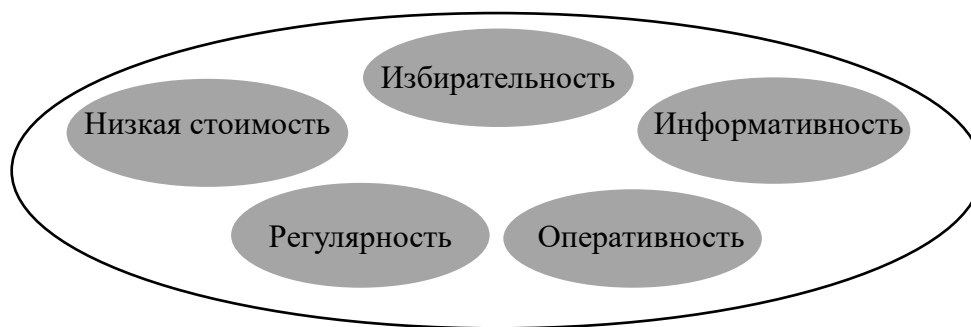 Избирательность
Низкая стоимость
Информативность
Регулярность
Оперативность